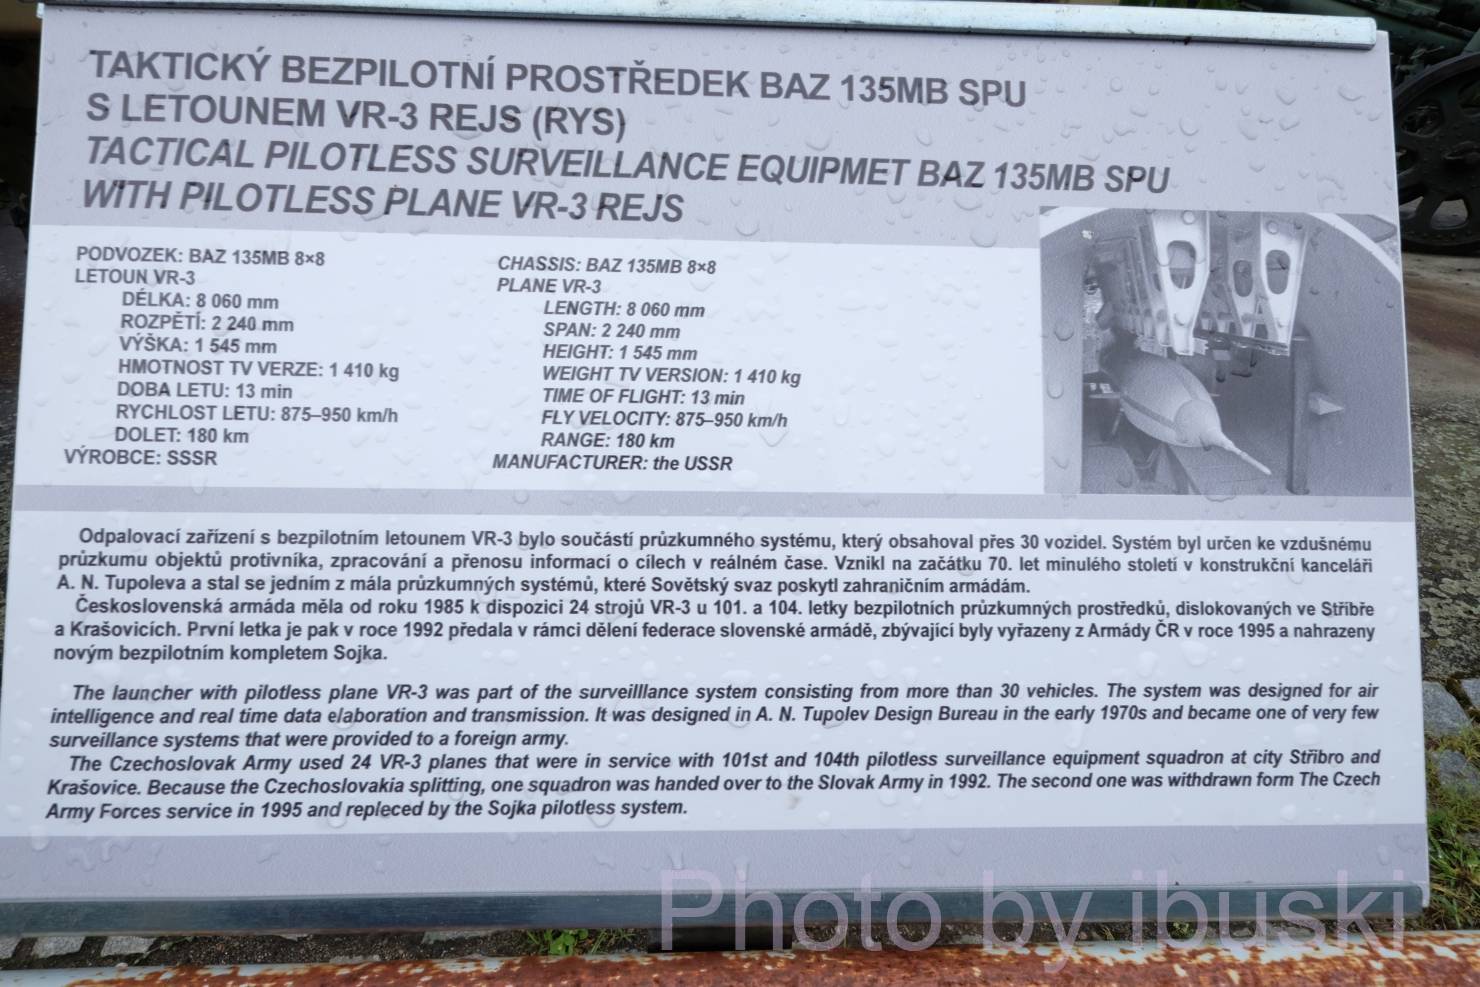 TAKTICKÝ BEZPILOTNÍ PROSTŘEDEK BAZ 135MB SPU
S LETOUNEM VR-3 REJS (RYS)
TACTICAL PILOTLESS SURVEILLANCE EQUIPMET BAZ 135MB SPU
WITH PILOTLESS PLANE VR-3 REJS
PODVOZEK: BAZ 135MB 8×8
LETOUN VR-3
DÉLKA: 8 060 mm
ROZPĚTÍ: 2 240 mm
VÝŠKA: 1 545 mm
HMOTNOST TV VERZE: 1 410 kg
DOBA LETU: 13 min
RYCHLOST LETU: 875–950 km/h
DOLET: 180 km
VÝROBCE: SSSR
CHASSIS: BAZ 135MB 8×8
PLANE VR-3
LENGTH: 8 060 mm
SPAN: 2 240 mm
HEIGHT: 1 545 mm
WEIGHT TV VERSION: 1 410 kg
TIME OF FLIGHT: 13 min
FLY VELOCITY: 875–950 km/h
RANGE: 180 km
MANUFACTURER: the USSR
Odpalovací zařízení s bezpilotním letounem VR-3 bylo součástí průzkumného systému, který obsahoval přes 30 vozidel. Systém byl určen ke vzdušnému
průzkumu objektů protivníka, zpracování a přenosu informací o cílech v reálném čase. Vznikl na začátku 70. let minulého století v konstrukční kanceláři
A. N. Tupoleva a stal se jedním z mála průzkumných systémů, které Sovětský svaz poskytl zahraničním armádám.
Československá armáda měla od roku 1985 k dispozici 24 strojů VR-3 u 101. a 104. letky bezpilotních průzkumných prostředků, dislokovaných ve Stříbře
a Krašovicích. První letka je pak v roce 1992 předala v rámci dělení federace slovenské armádě, zbývající byly vyřazeny z Armády ČR v roce 1995 a nahrazeny
novým bezpilotním kompletem Sojka.
The launcher with pilotless plane VR-3 was part of the surveilllance system consisting from more than 30 vehicles. The system was designed for air
intelligence and real time data elaboration and transmission. It was designed in A. N. Tupolev Design Bureau in the early 1970s and became one of very few
surveillance systems that were provided to a foreign army.
The Czechoslovak Army used 24 VR-3 planes that were in service with 101st and 104th pilotless surveillance equipment squadron at city Stříbro and
Krašovice. Because the Czechoslovakia splitting, one squadron was handed over to the Slovak Army in 1992. The second one was withdrawn form The Czech
Army Forces service in 1995 and repleced by the Sojka pilotless system.
Photo by ibuski